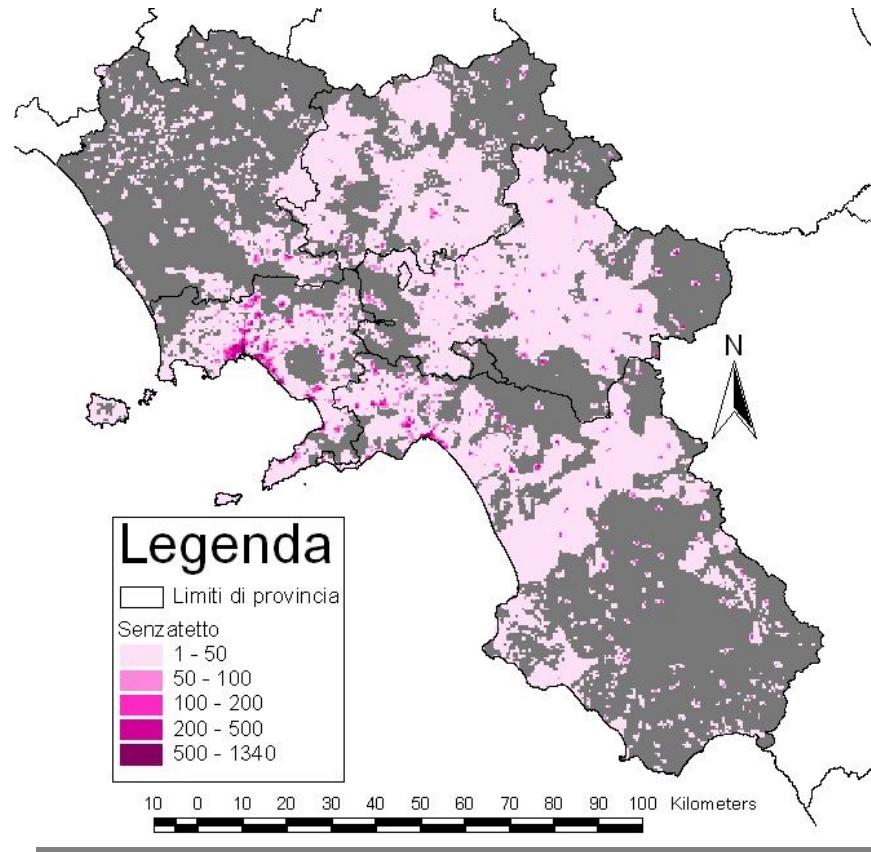 N
Legenda
Limiti di provincia
Senzatetto
1 - 50
50 - 100
100 - 200
200 - 500
500 - 1340
10 0 10 20 30 40 50 60 70 80 90 100 Kilometers